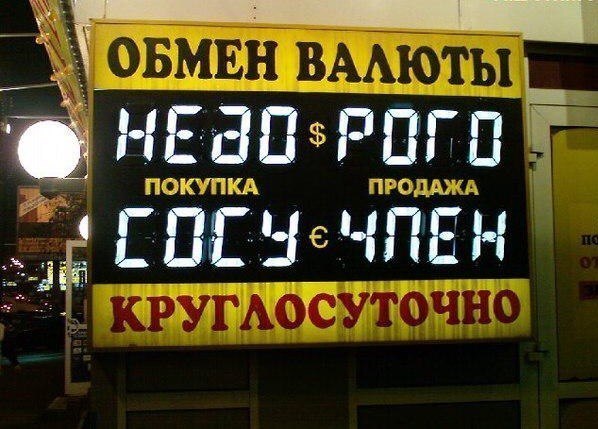 ОБМЕН ВАЛЮТЫ
НЕДО $ РОГО
ПОКУПКА ПРОДАЖА
СОСУ € ЧЛЕН
КРУГЛОСУТОЧНО